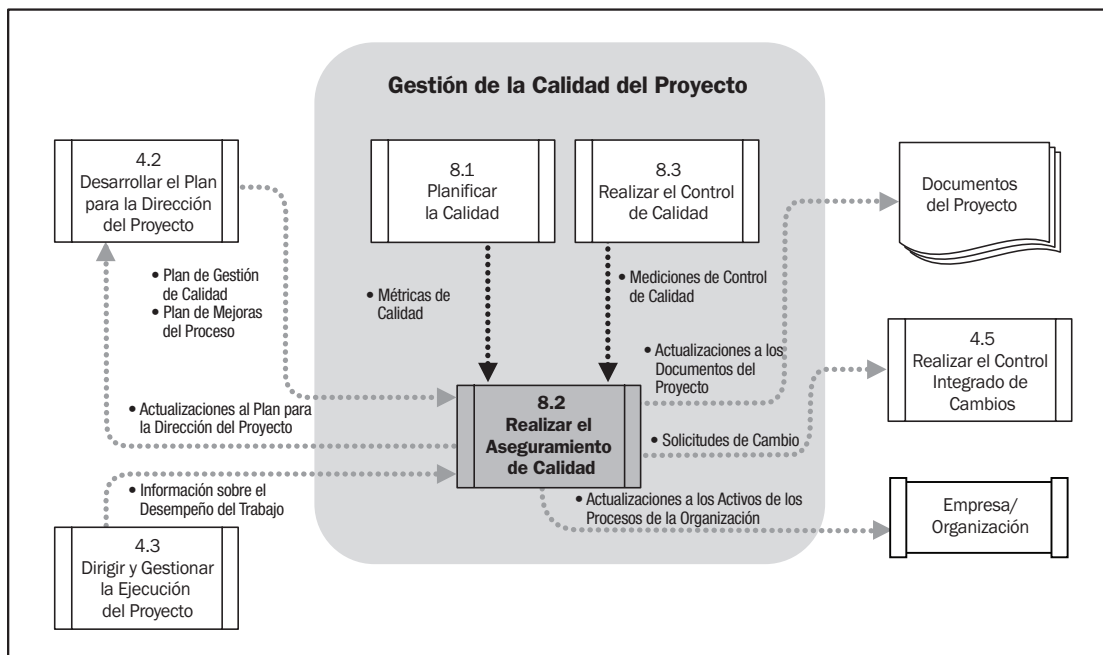 Gestión de la Calidad del Proyecto
4.2
Desarrollar el Plan
para la Dirección
del Proyecto
8.1
Planificar
la Calidad
8.3
Realizar el Control
de Calidad
Documentos
del Proyecto
• Plan de Gestión
de Calidad
• Plan de Mejoras
del Proceso
• Métricas de
Calidad
• Mediciones de Control
de Calidad
• Actualizaciones a los
Documentos del
Proyecto
4.5
Realizar el Control
Integrado de
Cambios
• Actualizaciones al Plan para
la Dirección del Proyecto
8.2
Realizar el
Aseguramiento
de Calidad
• Solicitudes de Cambio
• Información sobre el
Desempeño del Trabajo
• Actualizaciones a los Activos de los
Procesos de la Organización
Empresa/
Organización
4.3
Dirigir y Gestionar
la Ejecución
del Proyecto